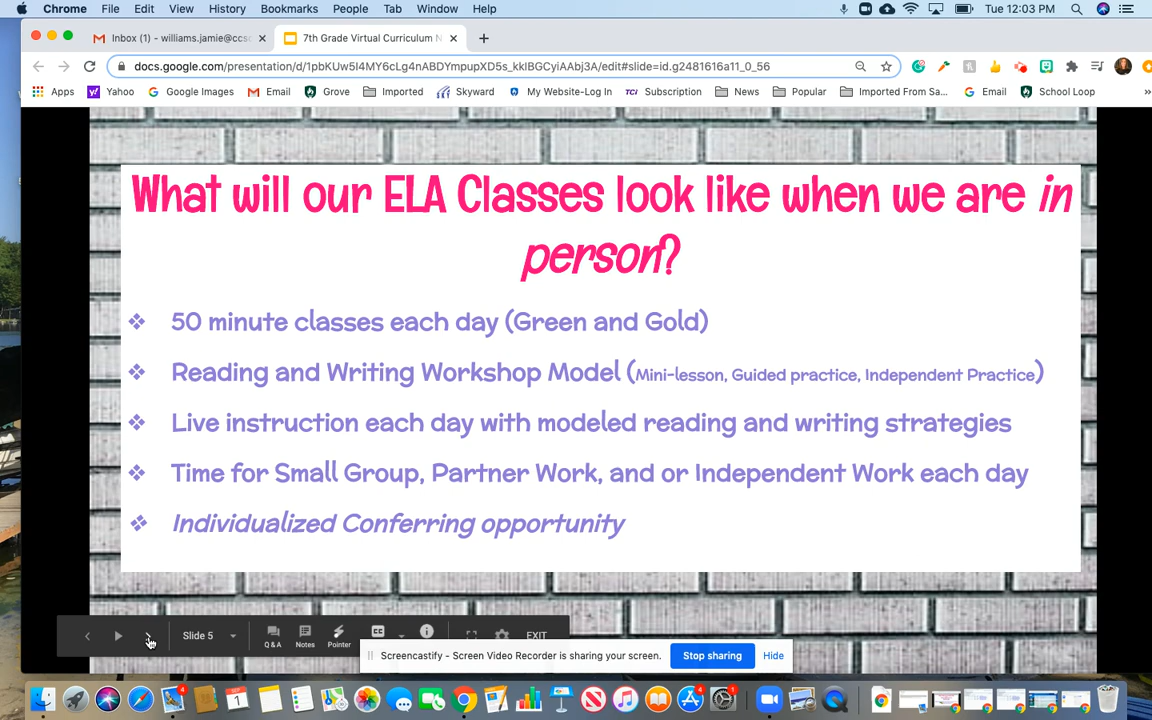 Chrome File Edit View History Bookmarks People Tab Window Help Tue 12:03 PM
Inbox (1) - williams.jamie@ccsc 7th Grade Virtual Curriculum N
docs.google.com/presentation/d/1pbKUw5I4MY6cLg4nABDYmpupXD5s_kkIBGCyiAAbj3A/edit#slide=id.g2481616a11_0_56
Apps Yahoo Google Images Email Grove Imported Skyward My Website-Log In TCI Subscription News Popular Imported From Sa... Email School Loop »
What will our ELA Classes look like when we are in
person?
50 minute classes each day (Green and Gold)
Reading and Writing Workshop Model (Mini-lesson, Guided practice, Independent Practice)
Live instruction each day with modeled reading and writing strategies
Time for Small Group, Partner Work, and or Independent Work each day
Individualized Conferring opportunity
Slide 5 Q&A Notes Pointer CC EXIT
Screencastify - Screen Video Recorder is sharing your screen. Stop sharing Hide